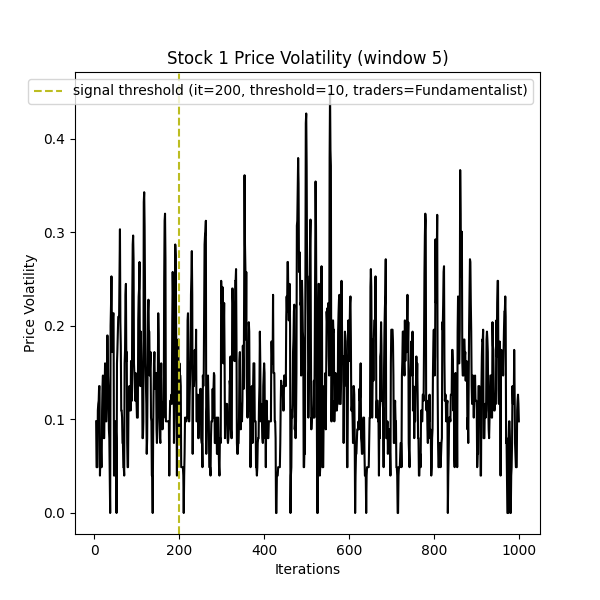 Stock 1 Price Volatility (window 5)
signal threshold (it=200, threshold=10, traders=Fundamentalist)
0.4
0.3
0.2
0.1
0.0
Price Volatility
0 200 400 600 800 1000
Iterations